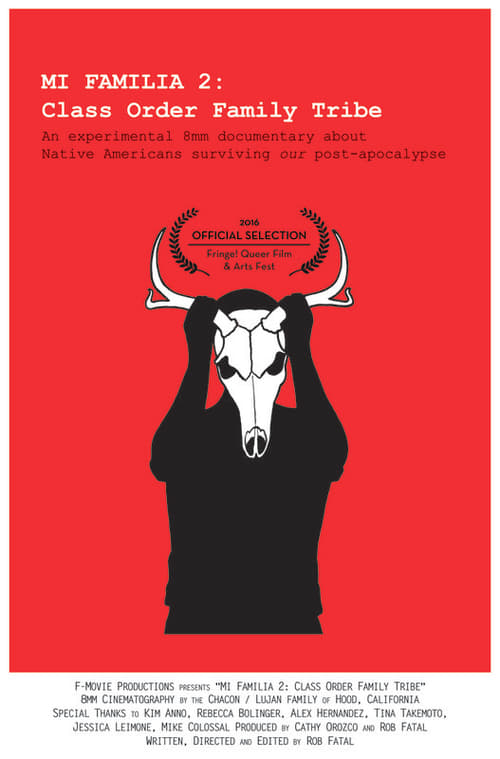 MI FAMILIA 2:
Class Order Family Tribe
An experimental 8mm documentary about
Native Americans surviving our post-apocalypse
2016
OFFICIAL SELECTION
Fringe! Queer Film
& Arts Fest
F-Movie Productions presents "Mi Familia 2: Class Order Family Tribe"
8mm Cinematography by the Chacon / Lujan family of Hood, California
Special Thanks to Kim Anno, Rebecca Bolinger, Alex Hernandez, Tina Takemoto,
Jessica Leimone, Mike Colossal Produced by Cathy Orozco and Rob Fatal
Written, Directed and Edited by Rob Fatal